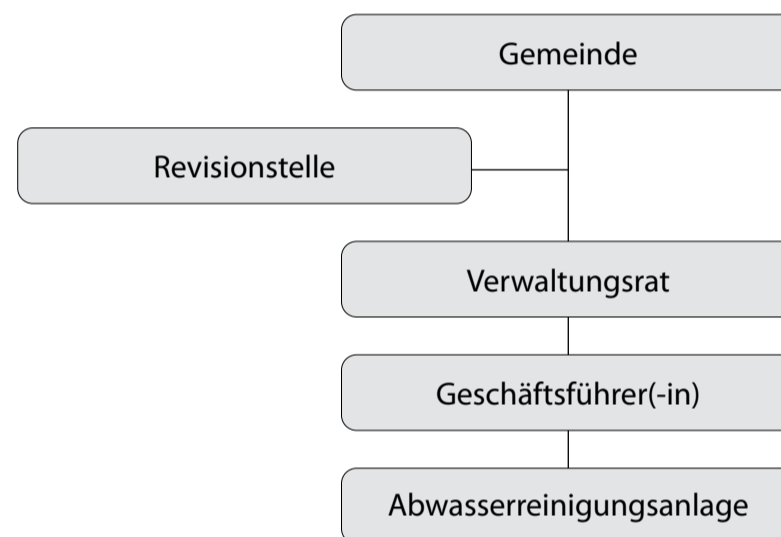 Gemeinde
Revisionstelle
Verwaltungsrat
Geschäftsführer(-in)
Abwasserreinigungsanlage